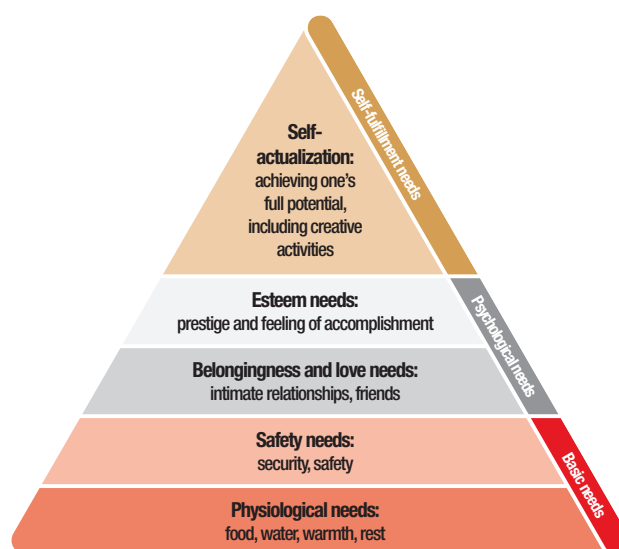 Self-
actualization:
achieving one's
full potential,
including creative
activities
Self-fulfillment needs
Esteem needs:
prestige and feeling of accomplishment
Belongingness and love needs:
intimate relationships, friends
Psychological needs
Safety needs:
security, safety
Physiological needs:
food, water, warmth, rest
Basic needs